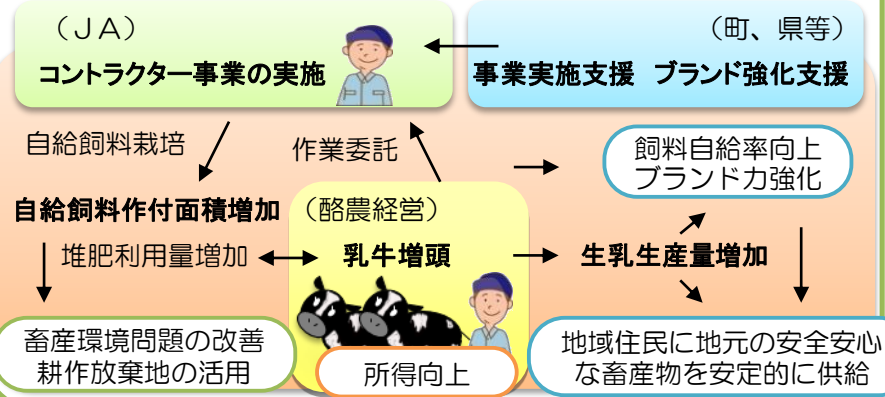 （ＪＡ）
コントラクター事業の実施
（町、県等）
事業実施支援 ブランド強化支援
自給飼料栽培
作業委託
飼料自給率向上
ブランド力強化
自給飼料作付面積増加
（酪農経営）
堆肥利用量増加
乳牛増頭
生乳生産量増加
畜産環境問題の改善
耕作放棄地の活用
所得向上
地域住民に地元の安全安心
な畜産物を安定的に供給